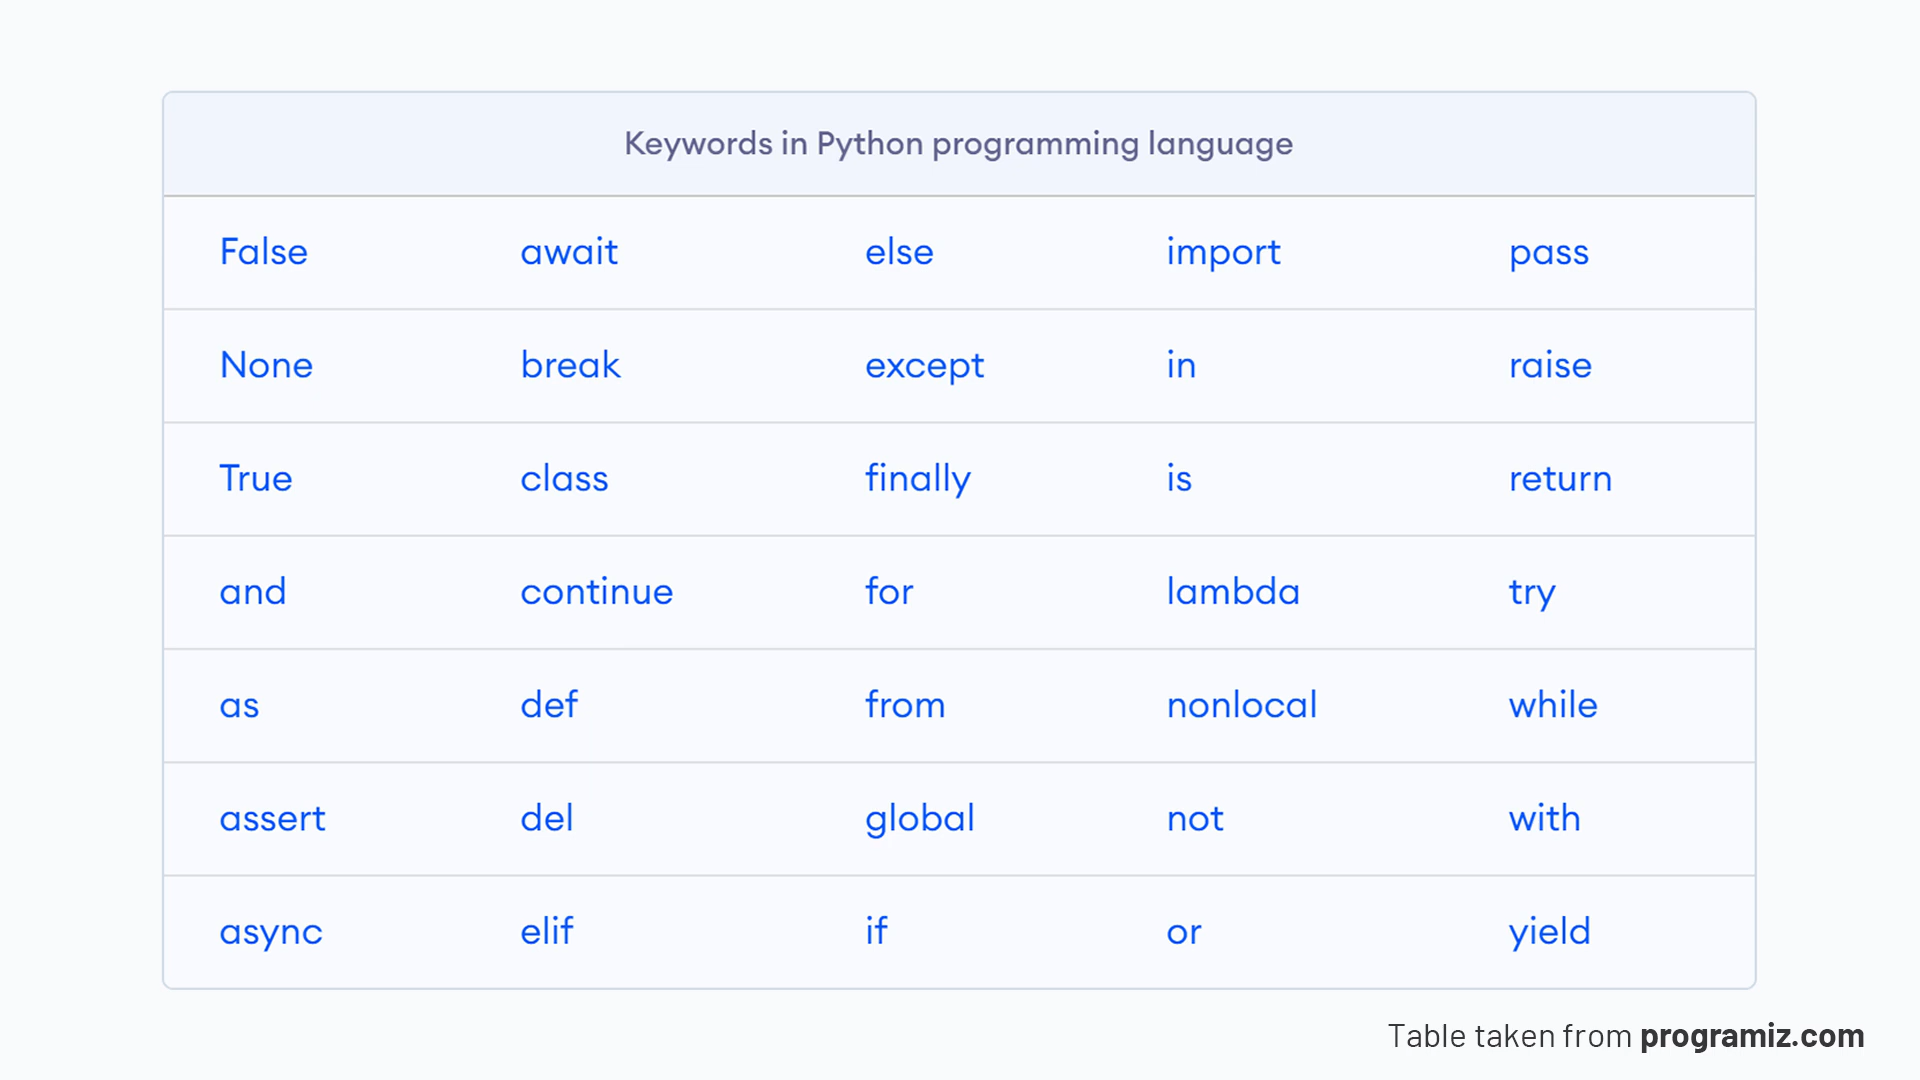 Keywords in Python programming language
False await else import pass
None break except in raise
True class finally is return
and continue for lambda try
as def from nonlocal while
assert del global not with
async elif if or yield
Table taken from programiz.com